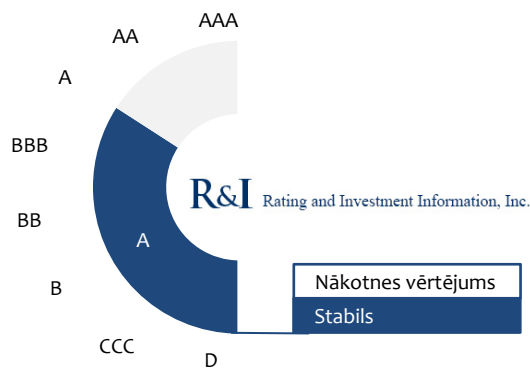 AAA
AA
A
BBB
BB
B
CCC
D
A
R&I Rating and Investment Information, Inc.
Nākotnes vērtējums
Stabils